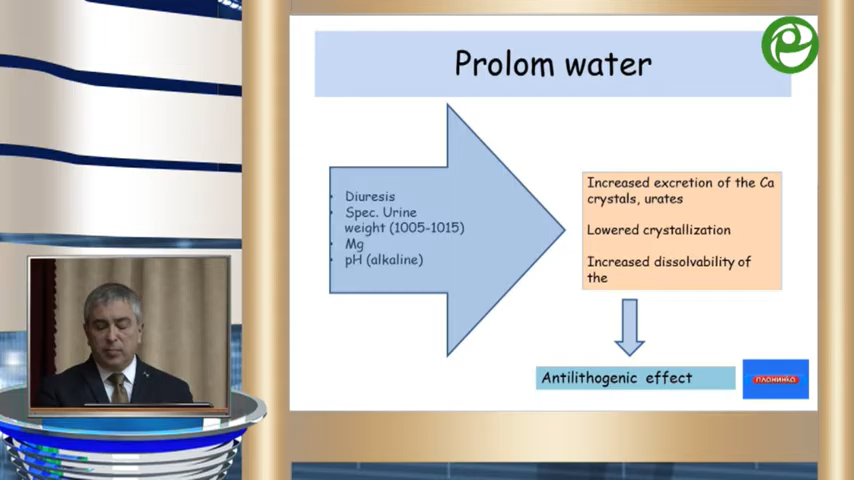 Prolom water
• Diuresis
• Spec. Urine
weight (1005-1015)
• Mg
• pH (alkaline)
Increased excretion of the Ca
crystals, urates
Lowered crystallization
Increased dissolvability of
the
Antilithogenic effect
ПЛАНИНКА